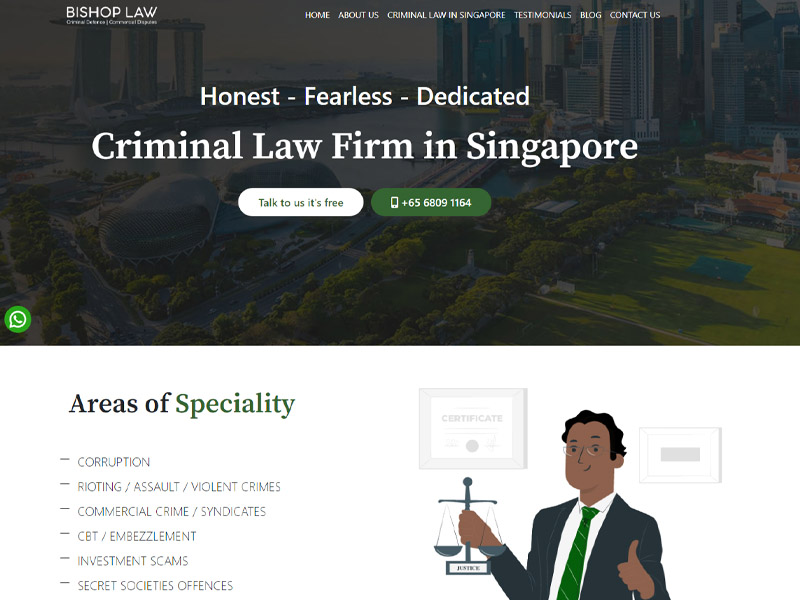 BISHOP LAW
Criminal Defence | Commercial Disputes
HOME ABOUT US CRIMINAL LAW IN SINGAPORE TESTIMONIALS BLOG CONTACT US
Honest - Fearless - Dedicated
Criminal Law Firm in Singapore
Talk to us it's free
+65 6809 1164
Areas of Speciality
CORRUPTION
RIOTING / ASSAULT / VIOLENT CRIMES
COMMERCIAL CRIME / SYNDICATES
CBT / EMBEZZLEMENT
INVESTMENT SCAMS
SECRET SOCIETIES OFFENCES
CERTIFICATE
JUSTICE